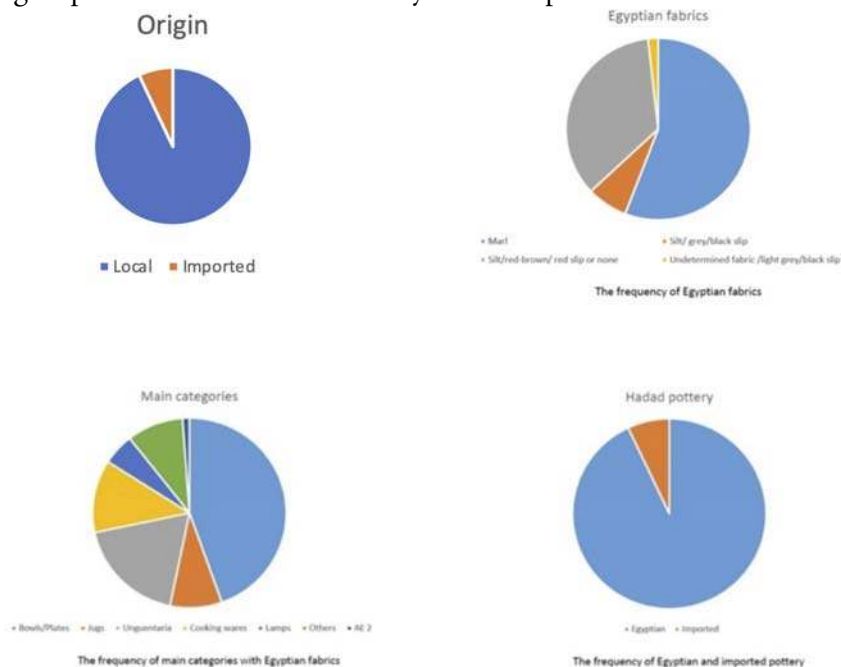 Origin
Local Imported
Egyptian fabrics
Marl Silt/ grey/black slip
Silt/red-brown/ red slip or none Undetermined fabric /light grey/black slip
The frequency of Egyptian fabrics
Main categories
Bowls/Plates Jugs Unguentaria Cooking wares Lamps Others AE 2
The frequency of main categories with Egyptian fabrics
Hadad pottery
Egyptian Imported
The frequency of Egyptian and imported pottery